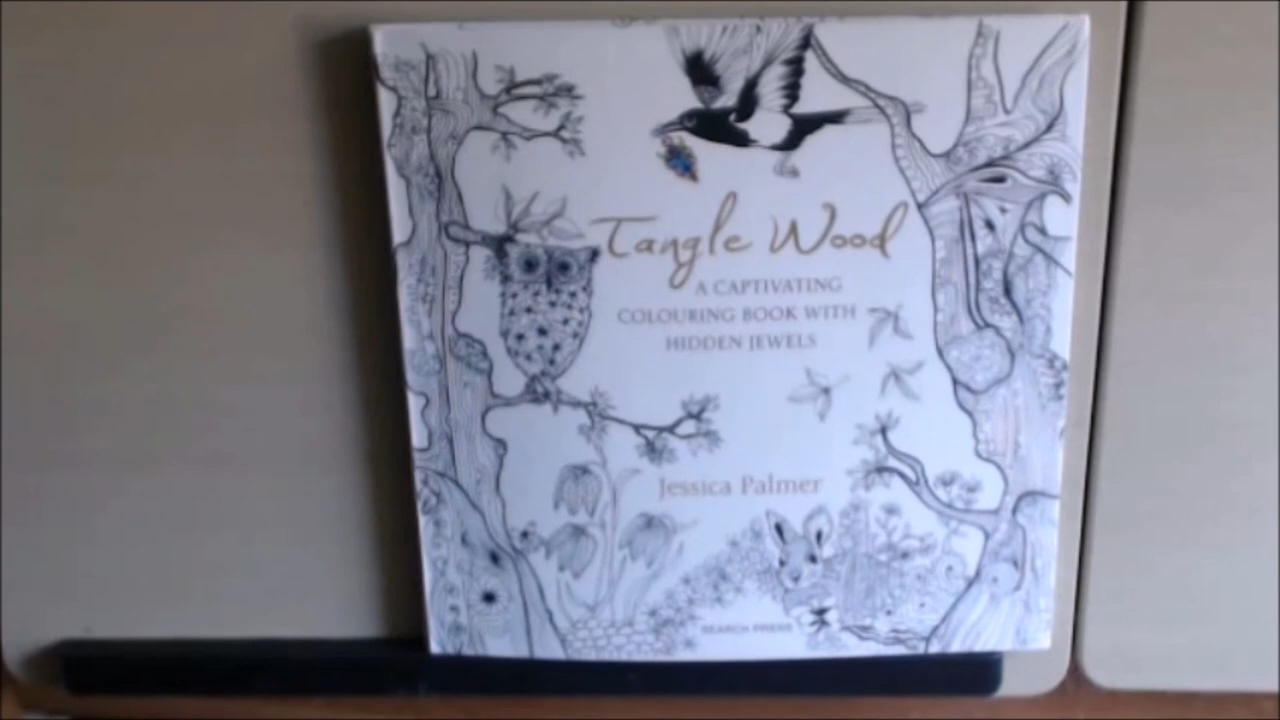 Tangle Wood
A CAPTIVATING
COLOURING BOOK WITH
HIDDEN JEWELS
Jessica Palmer
SEARCH PRESS